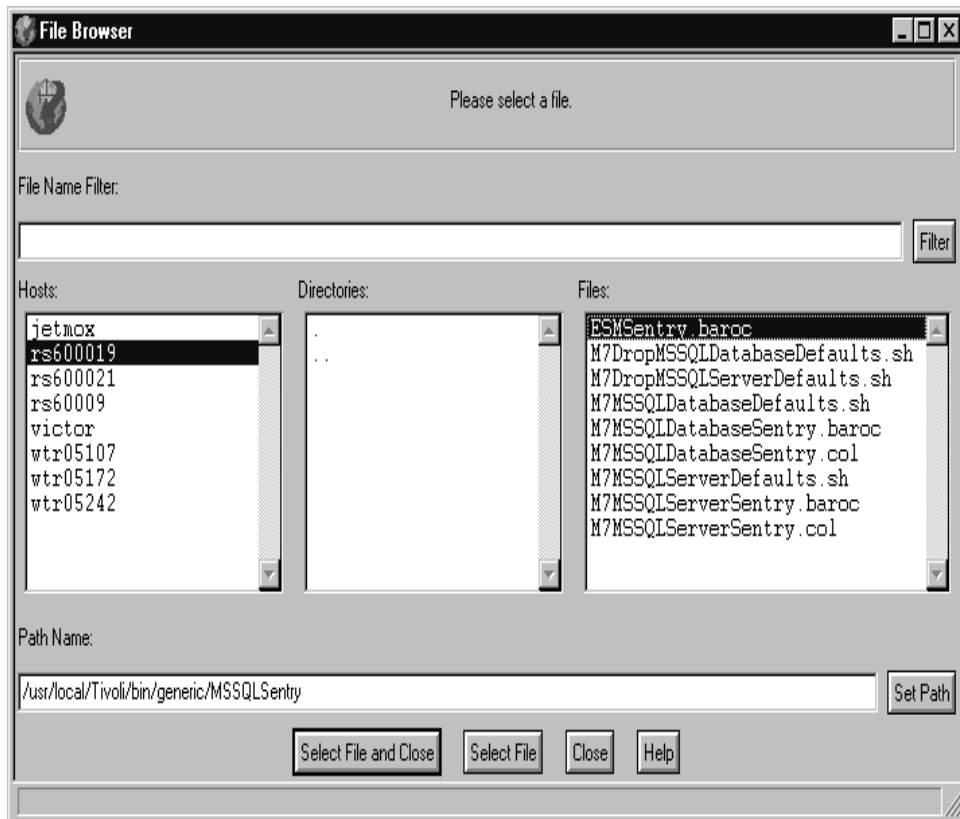 File Browser
Please select a file.
File Name Filter:
Filter
Hosts:
jetmox
rs600019
rs600021
rs60009
victor
wtr05107
wtr05172
wtr05242
Directories:
.
..
Files:
ESMSentry.baroc
M7DropMSSQLDatabaseDefaults.sh
M7DropMSSQLServerDefaults.sh
M7MSSQLDatabaseDefaults.sh
M7MSSQLDatabaseSentry.baroc
M7MSSQLDatabaseSentry.col
M7MSSQLServerDefaults.sh
M7MSSQLServerSentry.baroc
M7MSSQLServerSentry.col
Path Name:
/usr/local/Tivoli/bin/generic/MSSQLSentry
Set Path
Select File and Close
Select File
Close
Help